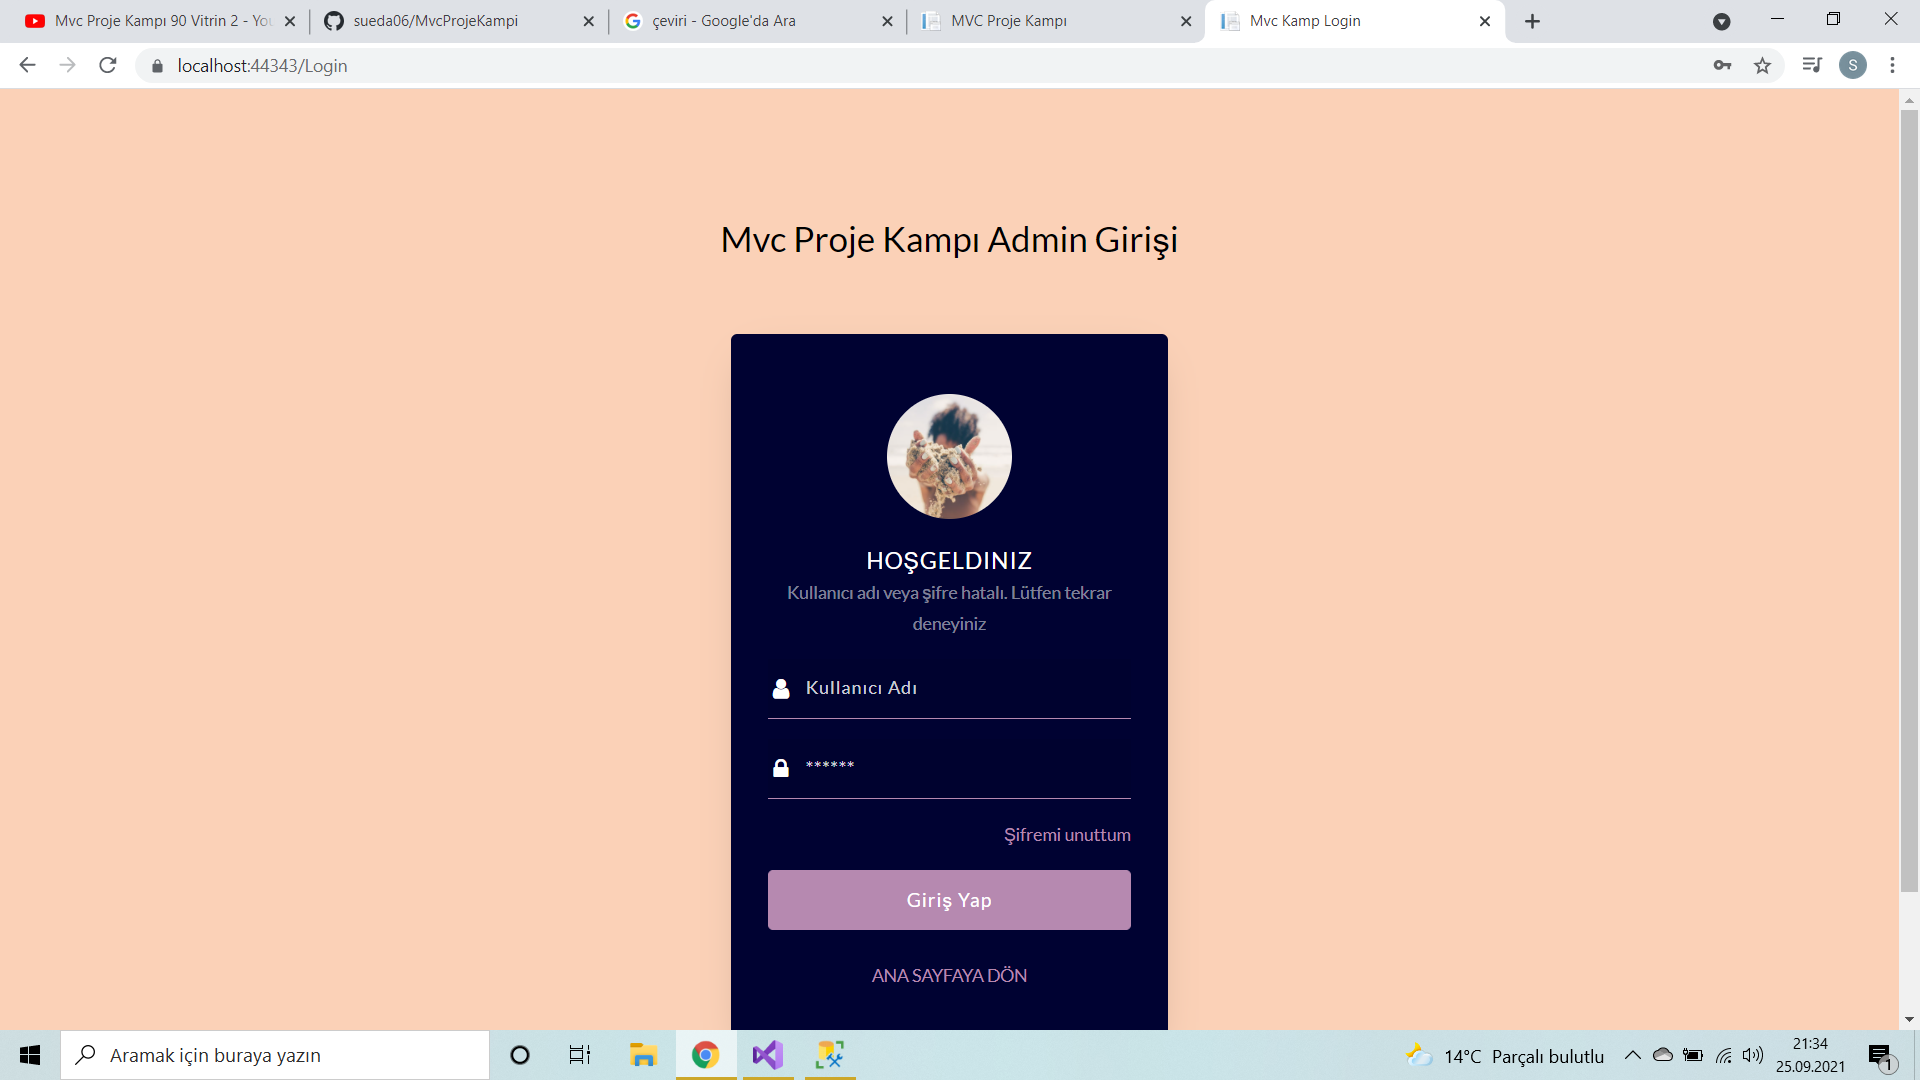 Mvc Proje Kampı 90 Vitrin 2 - You
sueda06/MvcProjeKampi
çeviri - Google'da Ara
MVC Proje Kampı
Mvc Kamp Login
localhost:44343/Login
S
Mvc Proje Kampı Admin Girişi
HOŞGELDINIZ
Kullanıcı adı veya şifre hatalı. Lütfen tekrar
deneyiniz
Kullanıcı Adı
******
Şifremi unuttum
Giriş Yap
ANA SAYFAYA DÖN
Aramak için buraya yazın
14°C Parçalı bulutlu
21:34
25.09.2021
1